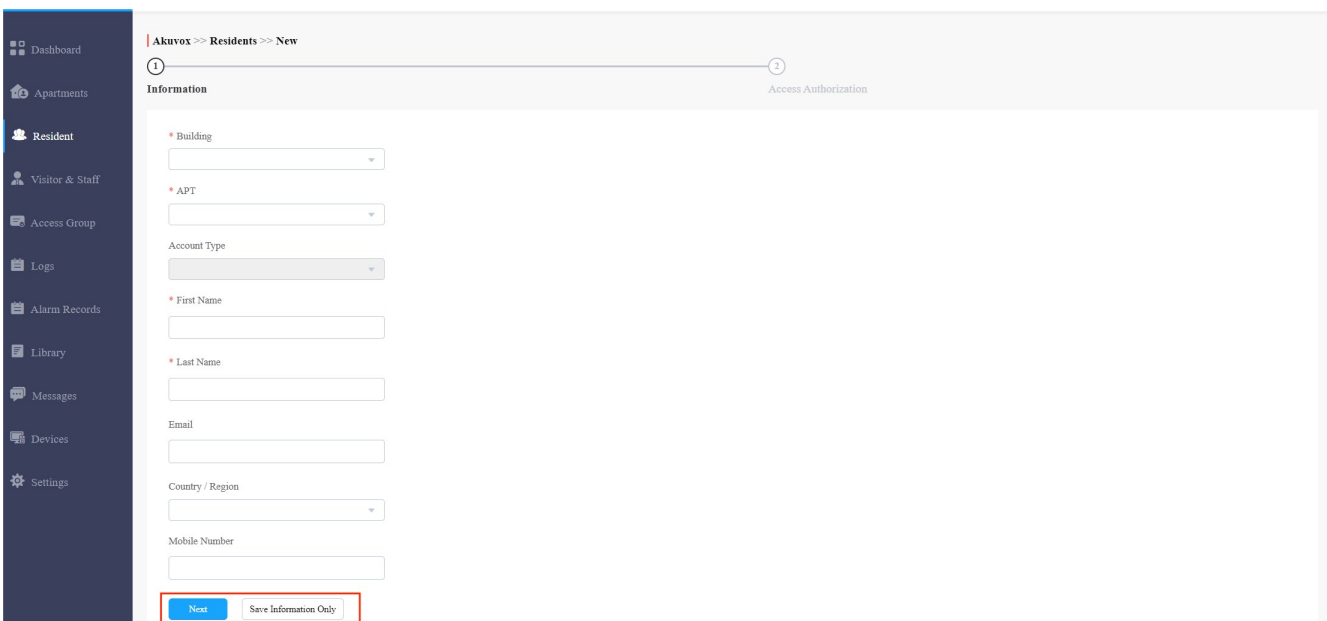 Dashboard
Apartments
Resident
Visitor & Staff
Access Group
Logs
Alarm Records
Library
Messages
Devices
Settings
Akuvox >> Residents >> New
1
2
Information
Access Authorization
* Building
* APT
Account Type
* First Name
* Last Name
Email
Country / Region
Mobile Number
Next
Save Information Only